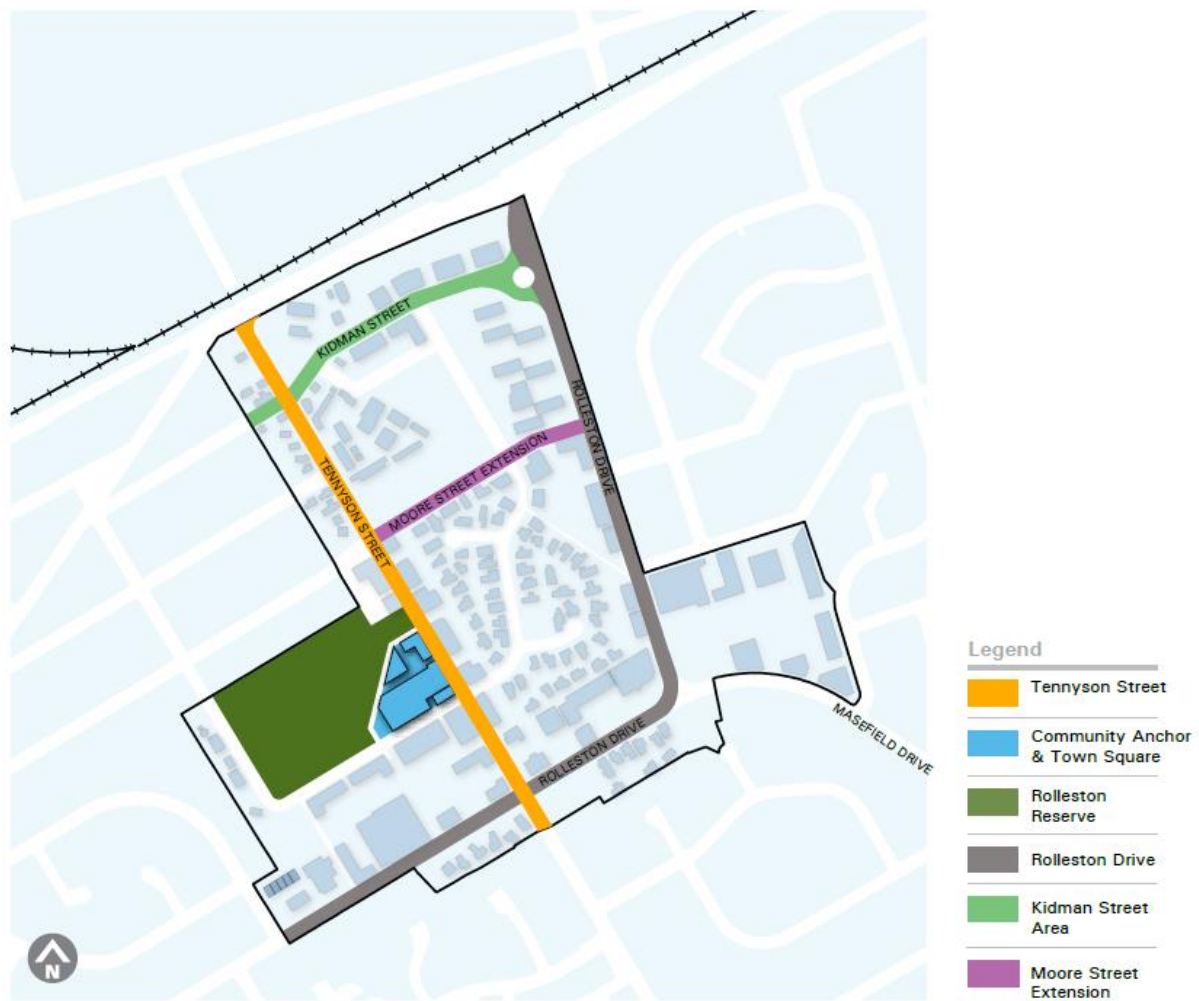 KIDMAN STREET
ROLLESTON DRIVE
MOORE STREET EXTENSION
TENNYSON STREET
ROLLESTON DRIVE
MASEFIELD DRIVE
N
Legend
Tennyson Street
Community Anchor
& Town Square
Rolleston
Reserve
Rolleston Drive
Kidman Street
Area
Moore Street
Extension